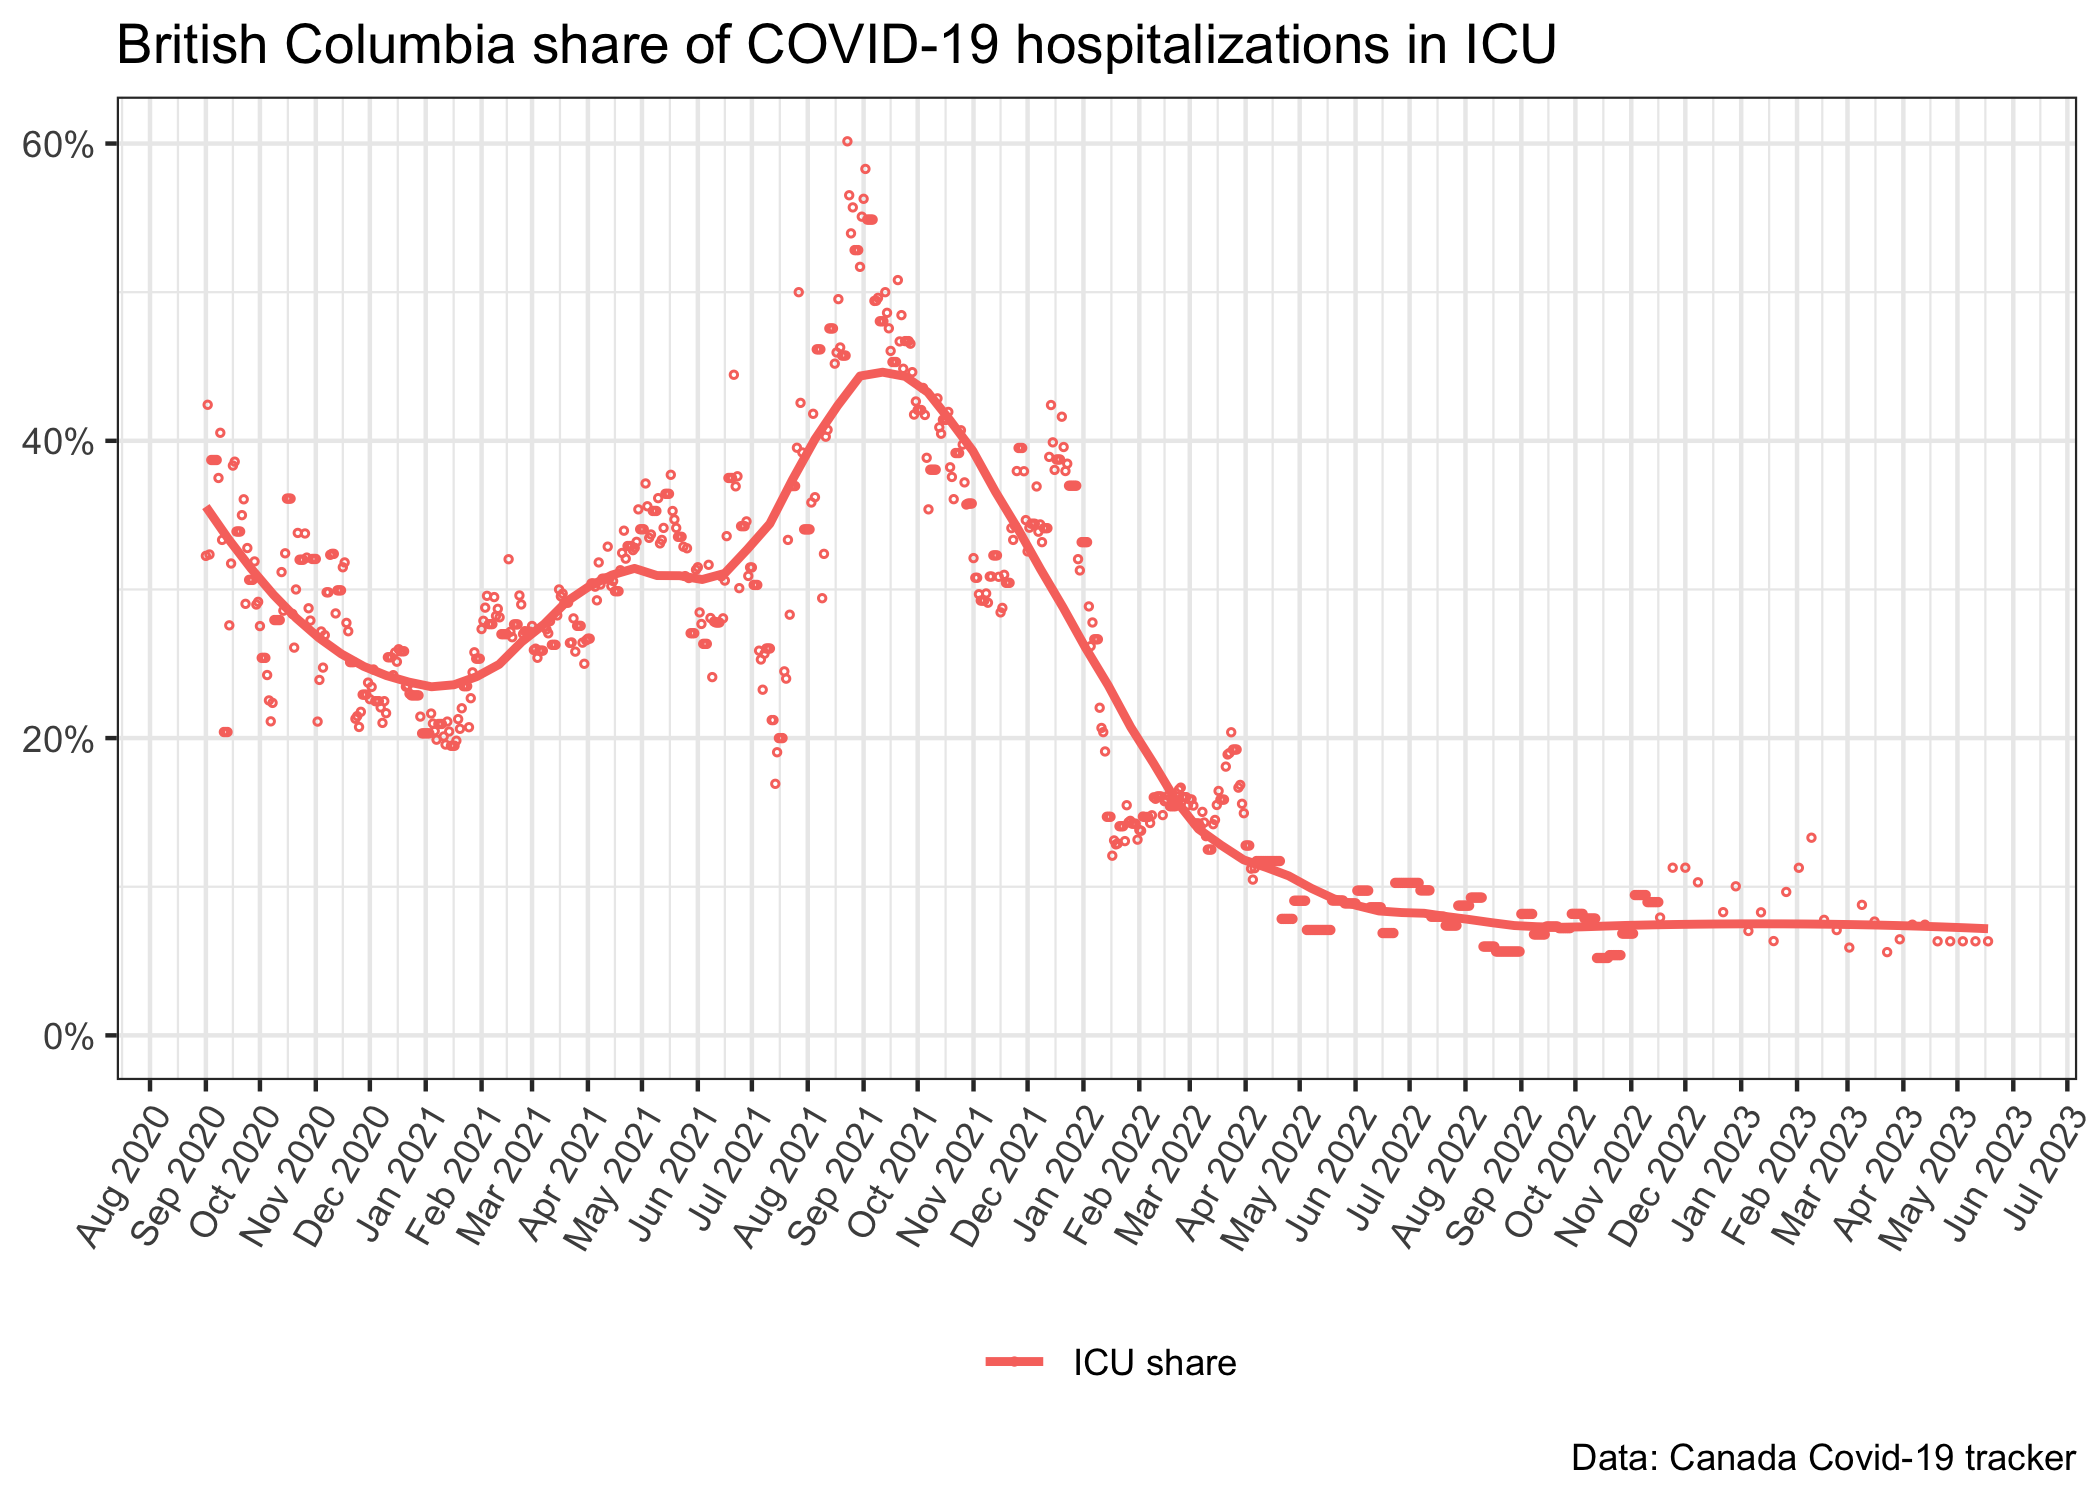 British Columbia share of COVID-19 hospitalizations in ICU
60%
40%
20%
0%
Aug 2020
Sep 2020
Oct 2020
Nov 2020
Dec 2020
Jan 2021
Feb 2021
Mar 2021
Apr 2021
May 2021
Jun 2021
Jul 2021
Aug 2021
Sep 2021
Oct 2021
Nov 2021
Dec 2021
Jan 2022
Feb 2022
Mar 2022
Apr 2022
May 2022
Jun 2022
Jul 2022
Aug 2022
Sep 2022
Oct 2022
Nov 2022
Dec 2022
Jan 2023
Feb 2023
Mar 2023
Apr 2023
May 2023
Jun 2023
Jul 2023
ICU share
Data: Canada Covid-19 tracker